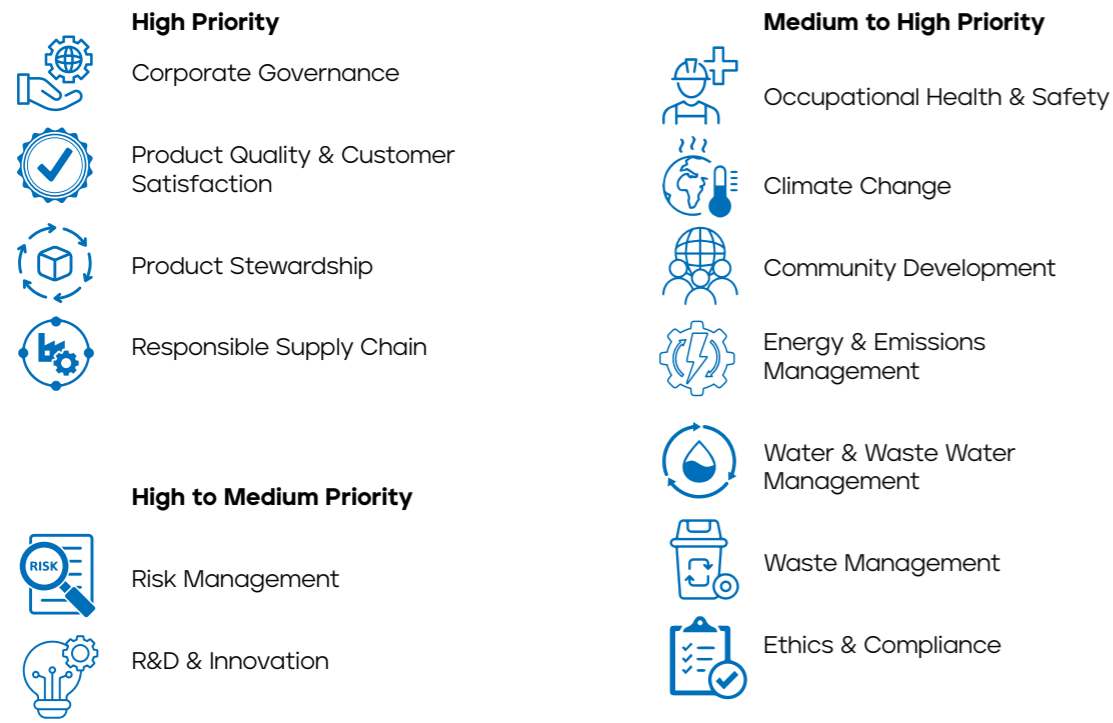 High Priority
Corporate Governance
Product Quality & Customer
Satisfaction
Product Stewardship
Responsible Supply Chain
High to Medium Priority
RISK
Risk Management
R&D & Innovation
Medium to High Priority
Occupational Health & Safety
Climate Change
Community Development
Energy & Emissions
Management
Water & Waste Water
Management
Waste Management
Ethics & Compliance